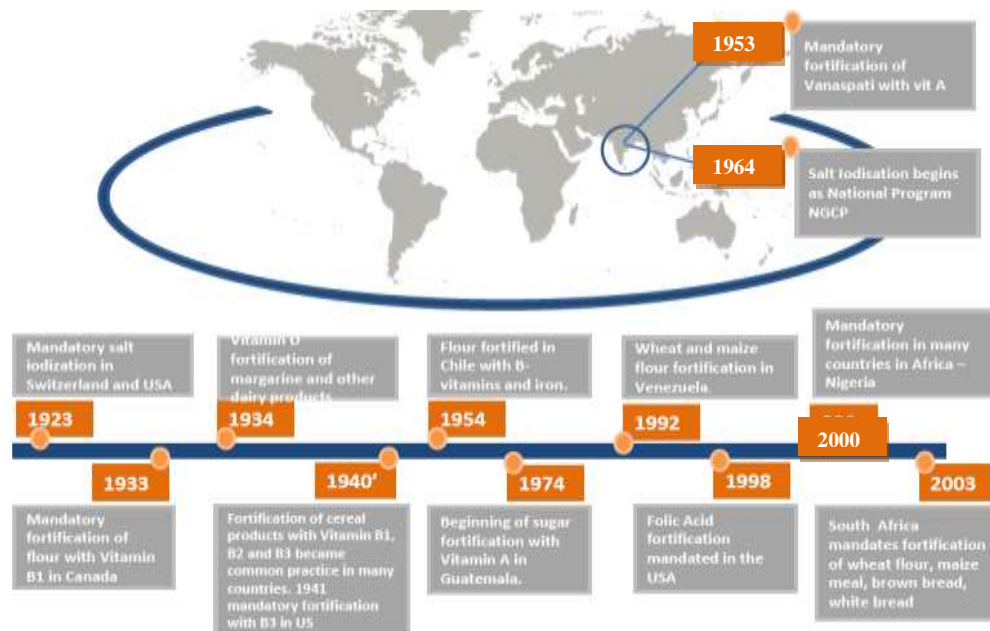 1953
Mandatory
fortification of
Vanaspati with vit A
1964
Salt Iodisation begins
as National Program
NGCP
Mandatory salt
iodization in
Switzerland and USA
1923
Vitamin D
fortification of
margarine and other
dairy products
1934
Flour fortified in
Chile with B-
vitamins and iron.
1954
Wheat and maize
flour fortification in
Venezuela.
1992
Mandatory
fortification in many
countries in Africa –
Nigeria
2000
1933
Mandatory
fortification of
flour with Vitamin
B1 in Canada
1940’
Fortification of cereal
products with Vitamin B1,
B2 and B3 became
common practice in many
countries. 1941
mandatory fortification
with B3 in US
1974
Beginning of sugar
fortification with
Vitamin A in
Guatemala.
1998
Folic Acid
fortification
mandated in the
USA
2003
South Africa
mandates fortification
of wheat flour, maize
meal, brown bread,
white bread